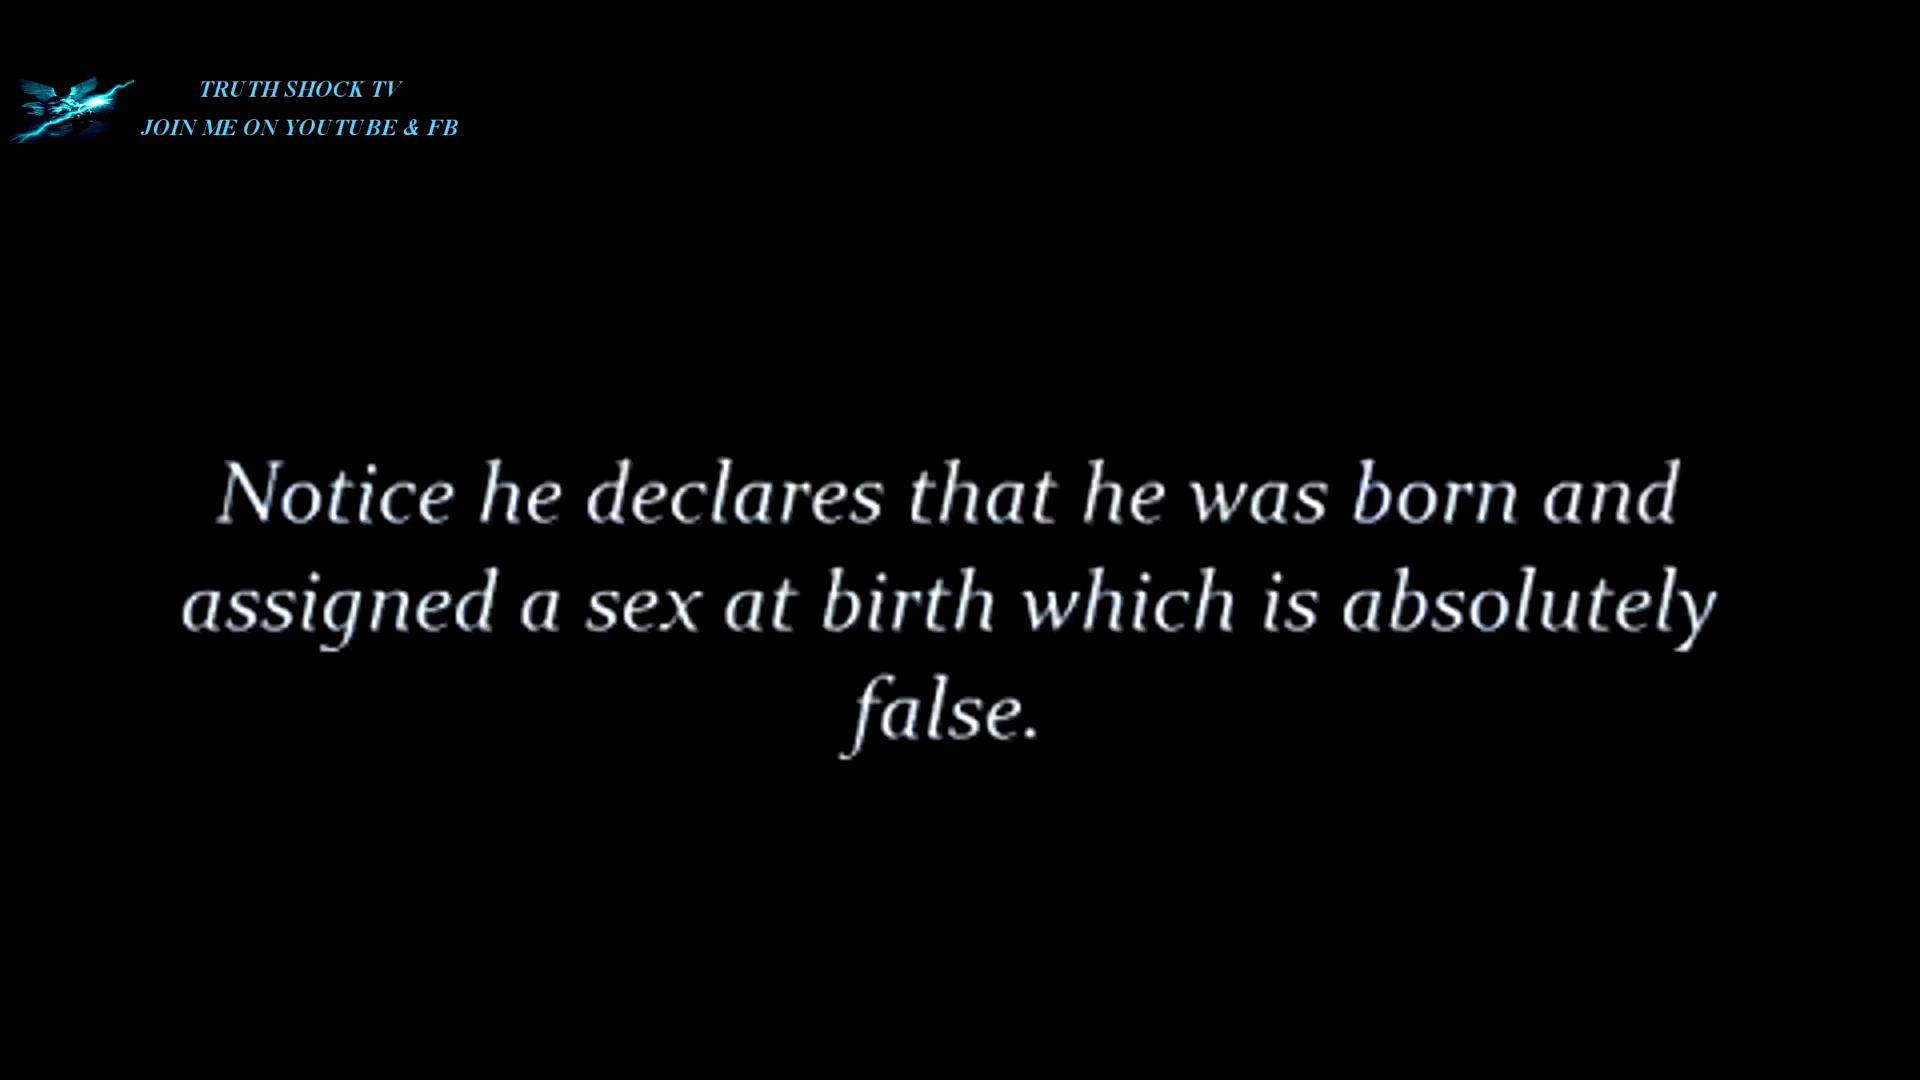 TRUTH SHOCK TV
JOIN ME ON YOUTUBE & FB
Notice he declares that he was born and
assigned a sex at birth which is absolutely
false.